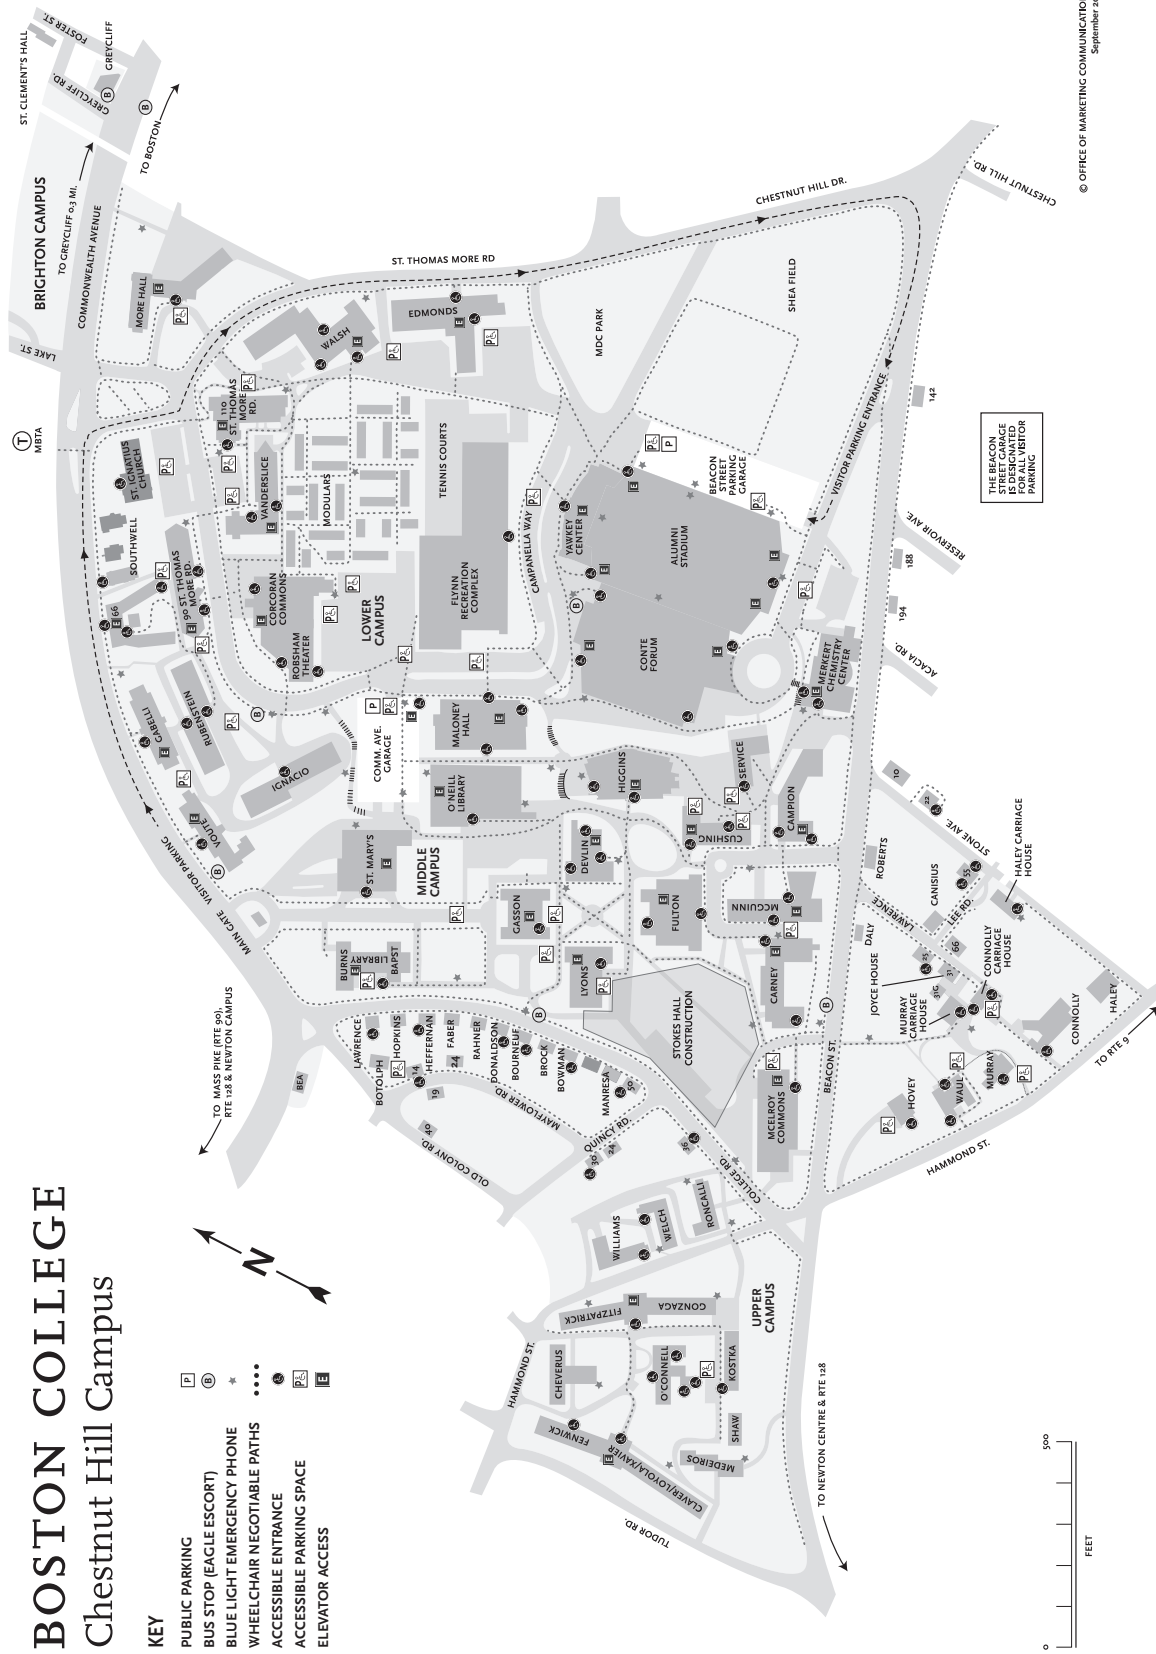 BOSTON COLLEGE
Chestnut Hill Campus
KEY
PUBLIC PARKING
P
BUS STOP (EAGLE ESCORT)
B
BLUE LIGHT EMERGENCY PHONE
WHEELCHAIR NEGOTIABLE PATHS
ACCESSIBLE ENTRANCE
ACCESSIBLE PARKING SPACE
P
ELEVATOR ACCESS
E
N
TO MASS PIKE (RTE 90),
RTE 128 & NEWTON CAMPUS
BEA
MAIN GATE
VISITOR PARKING
MBTA
T
LAKE ST.
BRIGHTON CAMPUS
TO GREYCLIFF 0.3 MI.
COMMONWEALTH AVENUE
TO BOSTON
ST. CLEMENT'S HALL
FOSTER ST.
GREYCLIFF RD.
GREYCLIFF
MORE HALL
ST. IGNATIUS
CHURCH
SOUTHWELL
66
90 ST. THOMAS
MORE RD.
110
ST. THOMAS
MORE
RD.
VANDERSLICE
MODULARS
WALSH
EDMONDS
ST. THOMAS MORE RD
CHESTNUT HILL DR.
CHESTNUT HILL RD.
GABELLI
RUBENSTEIN
VOUTE
IGNACIO
CORCORAN
COMMONS
ROBSHAM
THEATER
LOWER
CAMPUS
FLYNN
RECREATION
COMPLEX
TENNIS COURTS
CAMPANELLA WAY
YAWKEY
CENTER
MDC PARK
SHEA FIELD
BEACON
STREET
PARKING
GARAGE
ALUMNI
STADIUM
CONTE
FORUM
VISITOR PARKING ENTRANCE
COMM. AVE.
GARAGE
MALONEY
HALL
O'NEILL
LIBRARY
ST. MARY'S
MIDDLE
CAMPUS
HIGGINS
SERVICE
MERKERT
CHEMISTRY
CENTER
CAMPION
CUSHING
DEVLIN
GASSON
FULTON
MCGUINN
LYONS
CARNEY
BURNS
LIBRARY
BAPST
STOKES HALL
CONSTRUCTION
MCELROY
COMMONS
LAWRENCE
BOTOLPH
HOPKINS
14
HEFFERNAN
19
FABER
24
RAHNER
DONALDSON
BOURNEUF
BROCK
BOWMAN
MANRESA
50
40
OLD COLONY RD.
MAYFLOWER RD.
QUINCY RD.
30
24
36
COLLEGE RD.
WILLIAMS
WELCH
RONCALLI
FITZPATRICK
GONZAGA
UPPER
CAMPUS
HAMMOND ST.
CHEVERUS
O'CONNELL
KOSTKA
SHAW
FENWICK
CLAVER/LOYOLA/XAVIER
MEDEIROS
TUDOR RD.
TO NEWTON CENTRE & RTE 128
BEACON ST.
HAMMOND ST.
HOVEY
WAUL
MURRAY
MURRAY
CARRIAGE
HOUSE
JOYCE HOUSE
DALY
ROBERTS
LAWRENCE
25
31
31G
66
LEE RD.
CANISIUS
55
STONE AVE.
10
22
HALEY CARRIAGE
HOUSE
CONNOLLY
CARRIAGE
HOUSE
CONNOLLY
HALEY
TO RTE 9
ACACIA RD.
194
188
RESERVOIR AVE.
142
THE BEACON
STREET GARAGE
IS DESIGNATED
FOR ALL VISITOR
PARKING
0
500
FEET
© OFFICE OF MARKETING COMMUNICATION
September 20